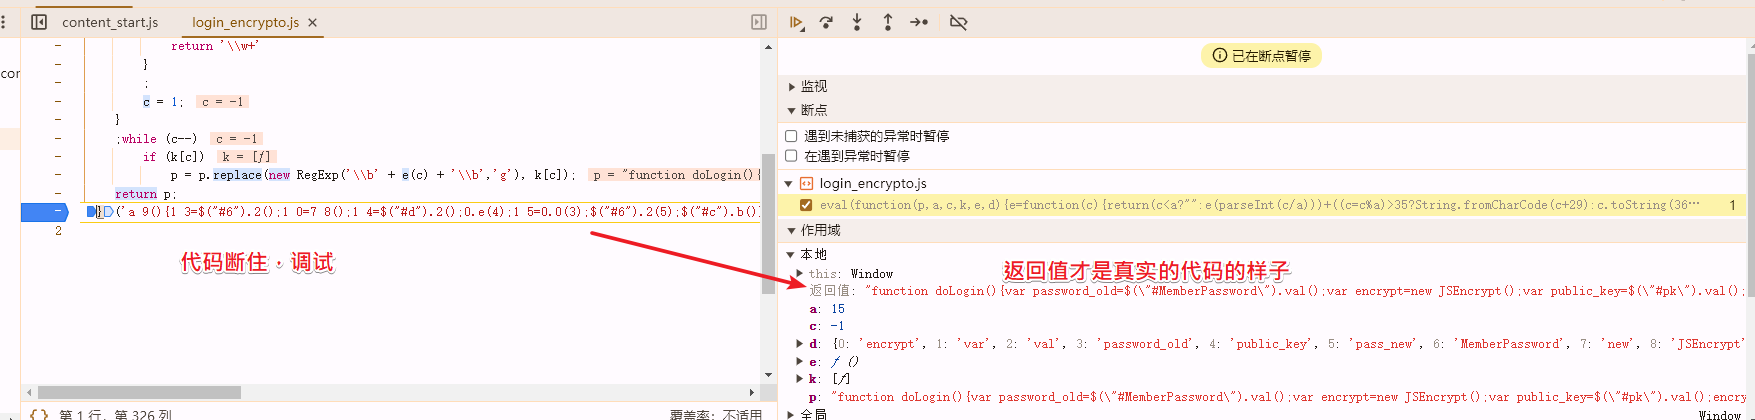 content_start.js
login_encrypto.js ×
con
return '\\w+'
}
;
c = 1; c = -1
}
;while (c--) c = -1
if (k[c]) k = [ƒ]
p = p.replace(new RegExp('\\b' + e(c) + '\\b','g'), k[c]); p = "function doLogin(){
return p;
}('a 9(){1 3=$("#6").2();1 0=7 8();1 4=$("#d").2();0.e(4);1 5=0.0(3);$("#6").2(5);$("#c").b()
2
代码断住,调试
{} 第 1 行,第 326 列
覆盖率:不适用
已在断点暂停
监视
断点
遇到未捕获的异常时暂停
在遇到异常时暂停
login_encrypto.js
eval(function(p,a,c,k,e,d){e=function(c){return(c<a?"":e(parseInt(c/a)))+((c=c%a)>35?String.fromCharCode(c+29):c.toString(36… 1
作用域
本地
this: Window
返回值才是真实的代码的样子
返回值: "function doLogin(){var password_old=$(\"#MemberPassword\").val();var encrypt=new JSEncrypt();var public_key=$(\"#pk\").val();
a: 15
c: -1
d: {0: 'encrypt', 1: 'var', 2: 'val', 3: 'password_old', 4: 'public_key', 5: 'pass_new', 6: 'MemberPassword', 7: 'new', 8: 'JSEncrypt'
e: ƒ ()
k: [ƒ]
p: "function doLogin(){var password_old=$(\"#MemberPassword\").val();var encrypt=new JSEncrypt();var public_key=$(\"#pk\").val();encry
全局
Window